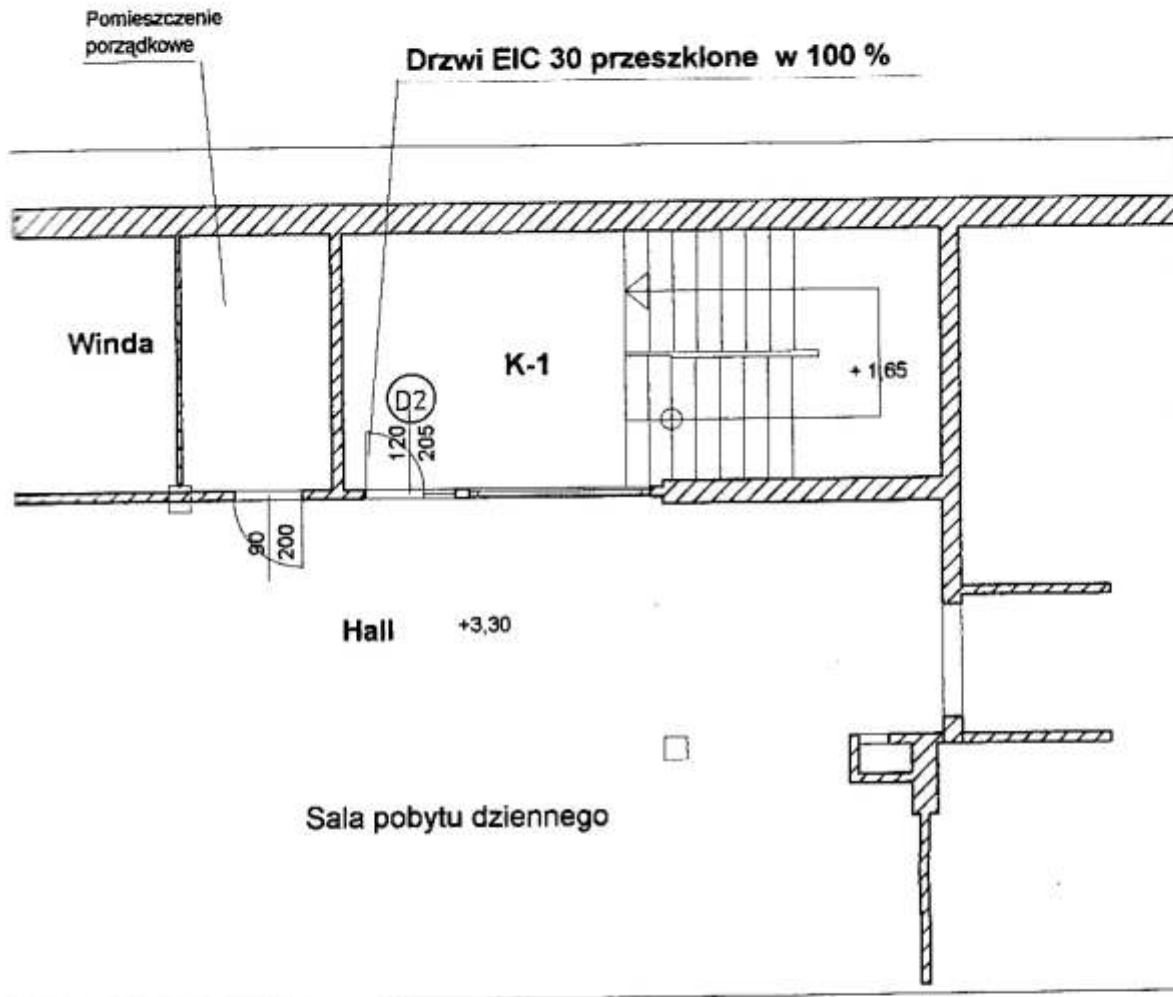 Pomieszczenie
porządkowe
Drzwi EIC 30 przeszklone w 100 %
Winda
K-1
+ 1,65
D2
120
205
90
200
Hall
+3,30
Sala pobytu dziennego